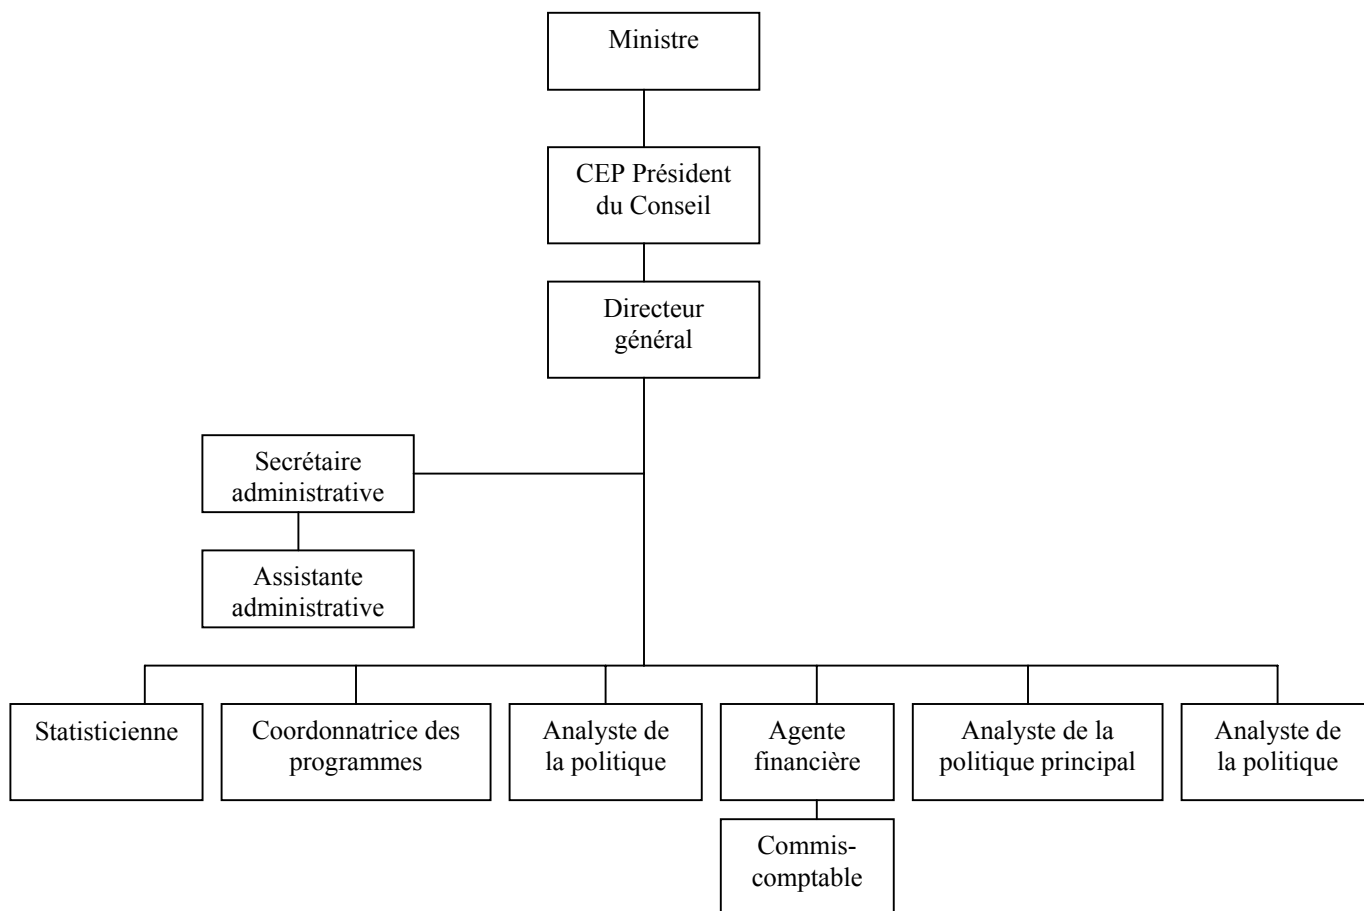 Ministre
CEP Président
du Conseil
Directeur
général
Secrétaire
administrative
Assistante
administrative
Statisticienne
Coordonnatrice des
programmes
Analyste de
la politique
Agente
financière
Analyste de la
politique principal
Analyste de
la politique
Commis-
comptable